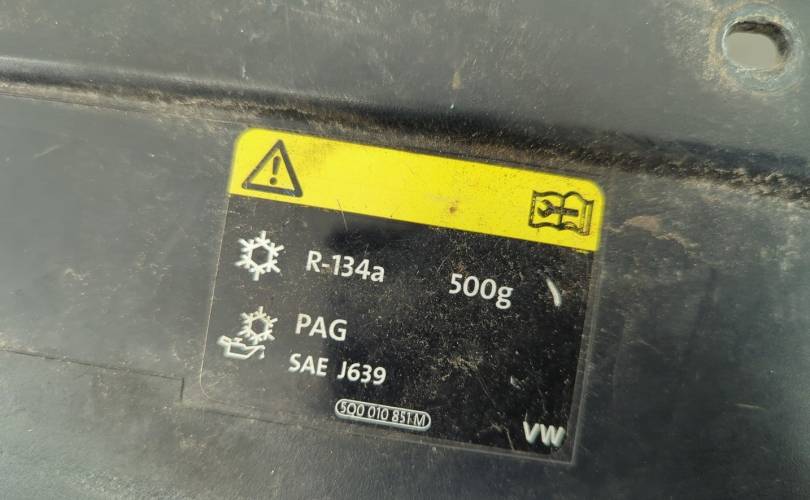 R-134a 500g
PAG
SAE J639
5Q0 010 851 M
VW